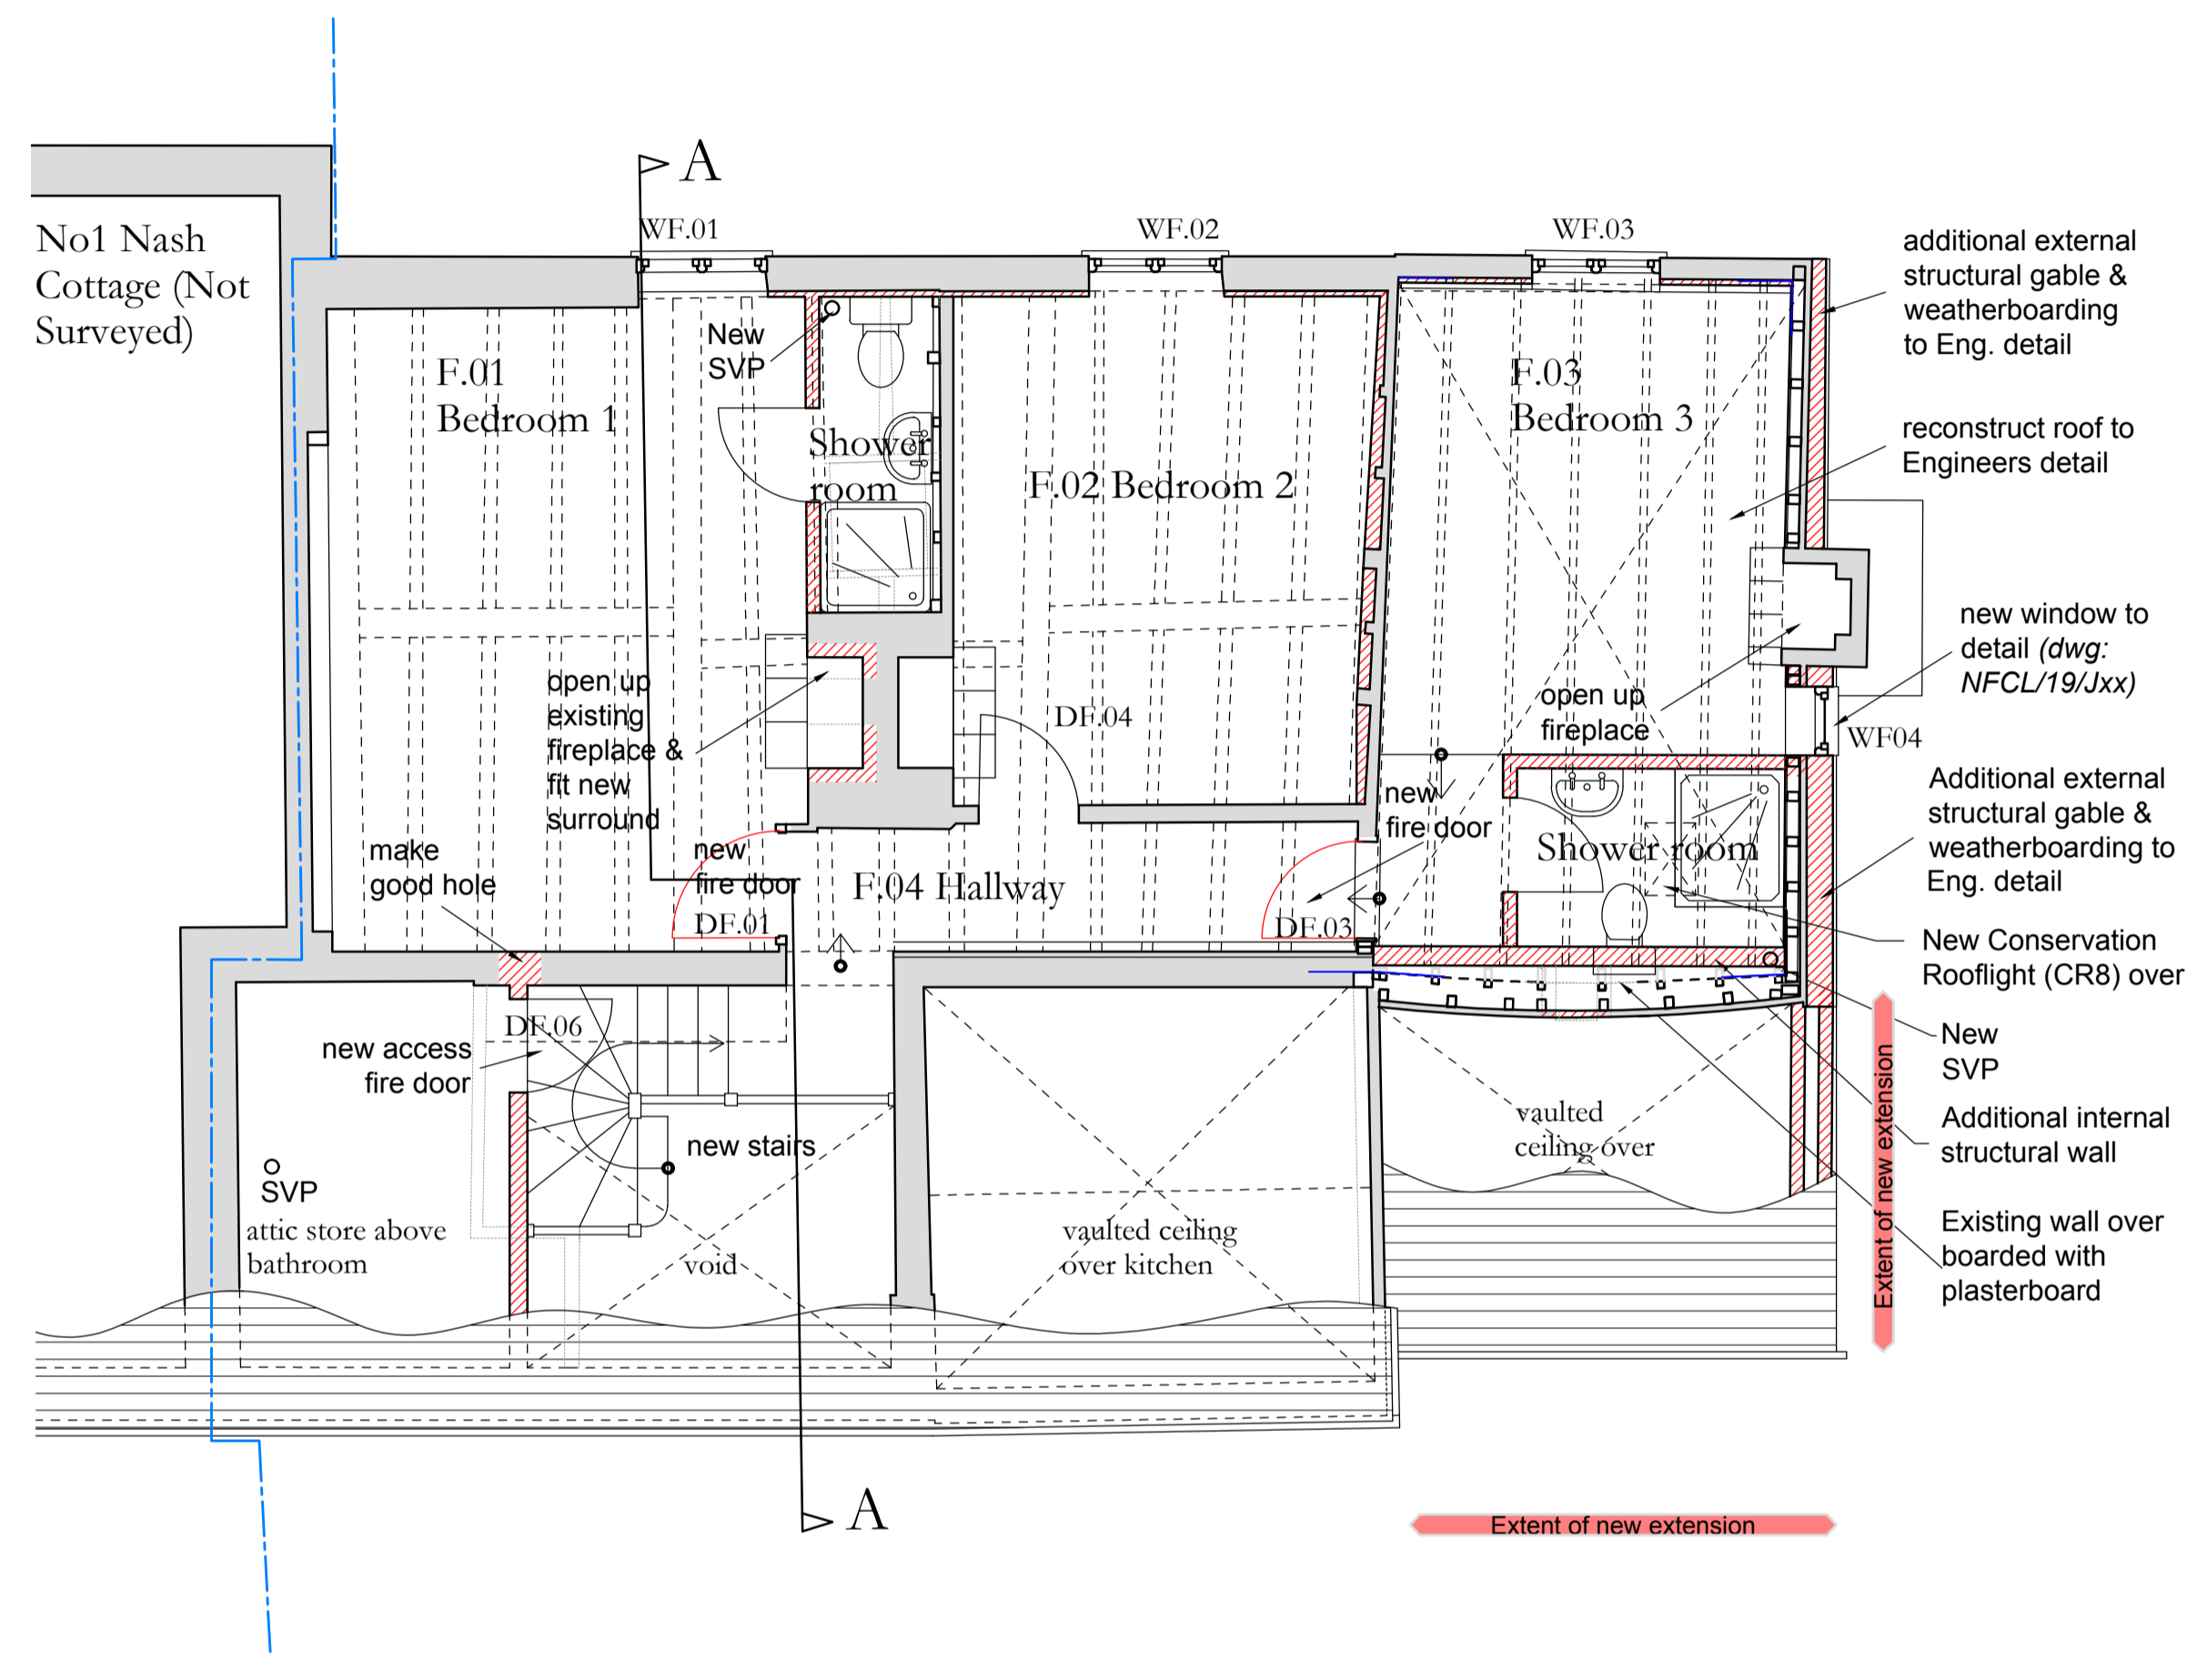 A
WF.01
WF.02
WF.03
No1 Nash
Cottage (Not
Surveyed)
additional external
structural gable &
weatherboarding
to Eng. detail
New
SVP
F.01
Bedroom 1
Shower
room
F.02 Bedroom 2
F.03
Bedroom 3
reconstruct roof to
Engineers detail
new window to
detail (dwg:
NFCL/19/Jxx)
WF04
open up
existing
fireplace &
fit new
surround
DF.04
open up
fireplace
Additional external
structural gable &
weatherboarding to
Eng. detail
make
good hole
new
fire door
DF.01
F.04 Hallway
new
fire door
DF.03
Shower room
New Conservation
Rooflight (CR8) over
DF.06
new access
fire door
new stairs
New
SVP
Additional internal
structural wall
vaulted
ceiling over
Extent of new extension
Existing wall over
boarded with
plasterboard
SVP
attic store above
bathroom
void
vaulted ceiling
over kitchen
A
Extent of new extension